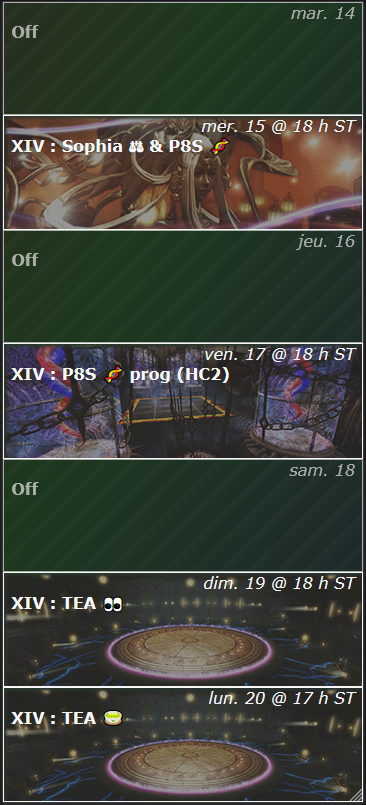 mar. 14
Off
mer. 15 @ 18 h ST
XIV : Sophia ⚖ & P8S 🍬
jeu. 16
Off
ven. 17 @ 18 h ST
XIV : P8S 🍬 prog (HC2)
sam. 18
Off
dim. 19 @ 18 h ST
XIV : TEA 👀
lun. 20 @ 17 h ST
XIV : TEA 🍵